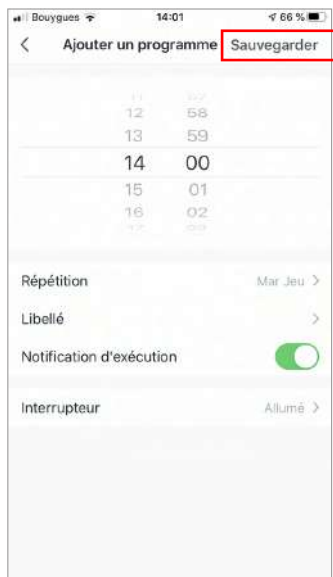 Bouygues 14:01 66 %
Ajouter un programme Sauvegarder
12 58
13 59
14 00
15 01
16 02
Répétition Mar Jeu
Libellé
Notification d'exécution
Interrupteur Allumé